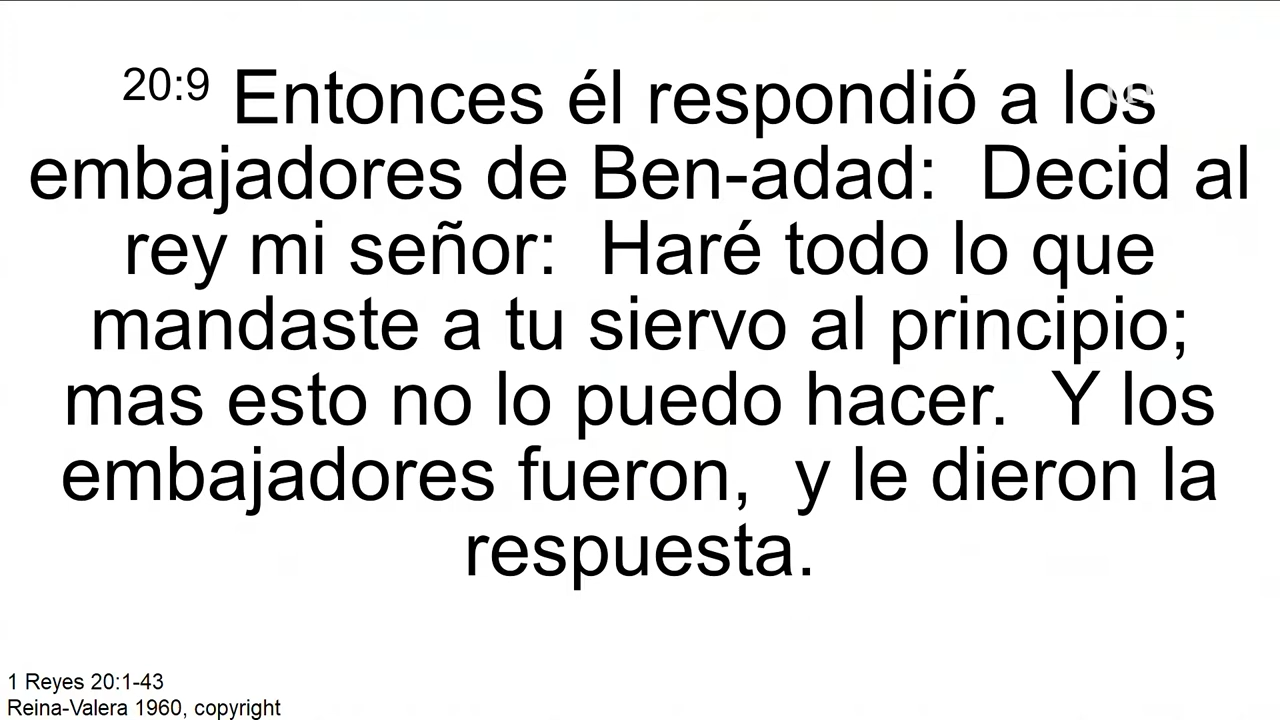 20:9 Entonces él respondió a los
embajadores de Ben-adad: Decid al
rey mi señor: Haré todo lo que
mandaste a tu siervo al principio;
mas esto no lo puedo hacer. Y los
embajadores fueron, y le dieron la
respuesta.
1 Reyes 20:1-43
Reina-Valera 1960, copyright